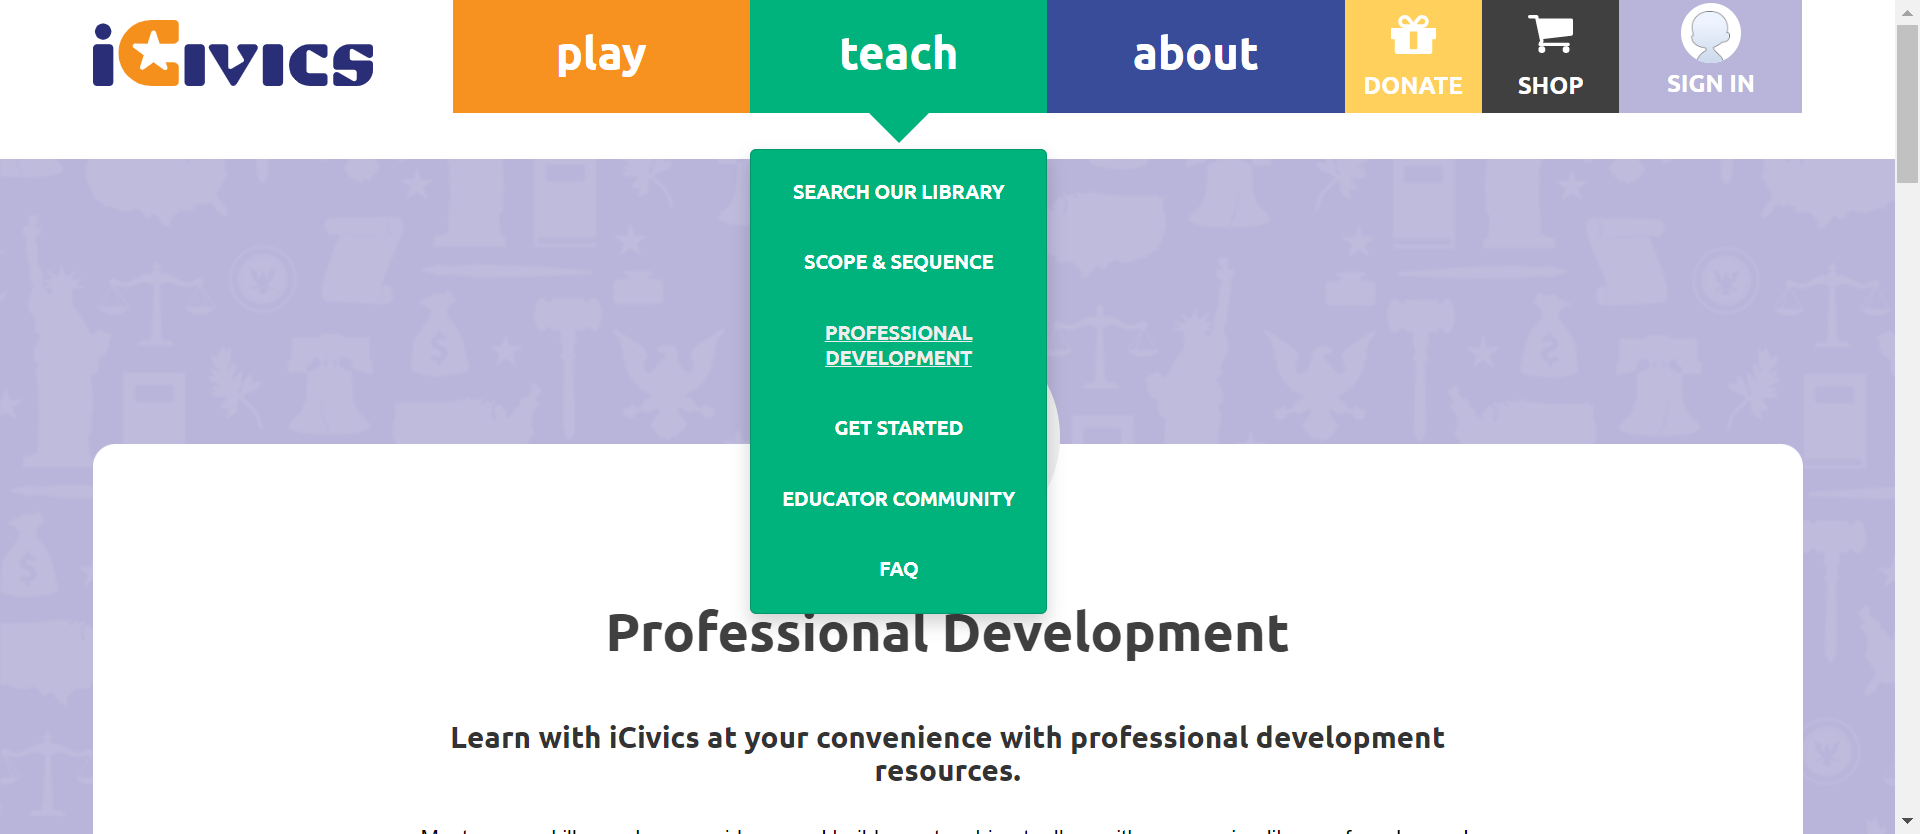 iCivics
play
teach
about
DONATE
SHOP
SIGN IN
SEARCH OUR LIBRARY
SCOPE & SEQUENCE
PROFESSIONAL
DEVELOPMENT
GET STARTED
EDUCATOR COMMUNITY
FAQ
Professional Development
Learn with iCivics at your convenience with professional development
resources.